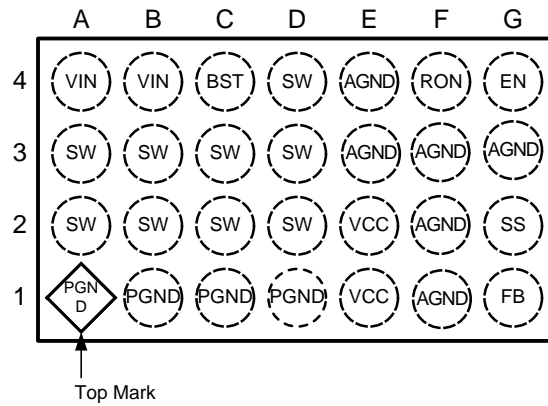 A B C D E F G
4 VIN VIN BST SW AGND RON EN
3 SW SW SW SW AGND AGND AGND
2 SW SW SW SW VCC AGND SS
1 PGN D PGND PGND PGND VCC AGND FB
Top Mark